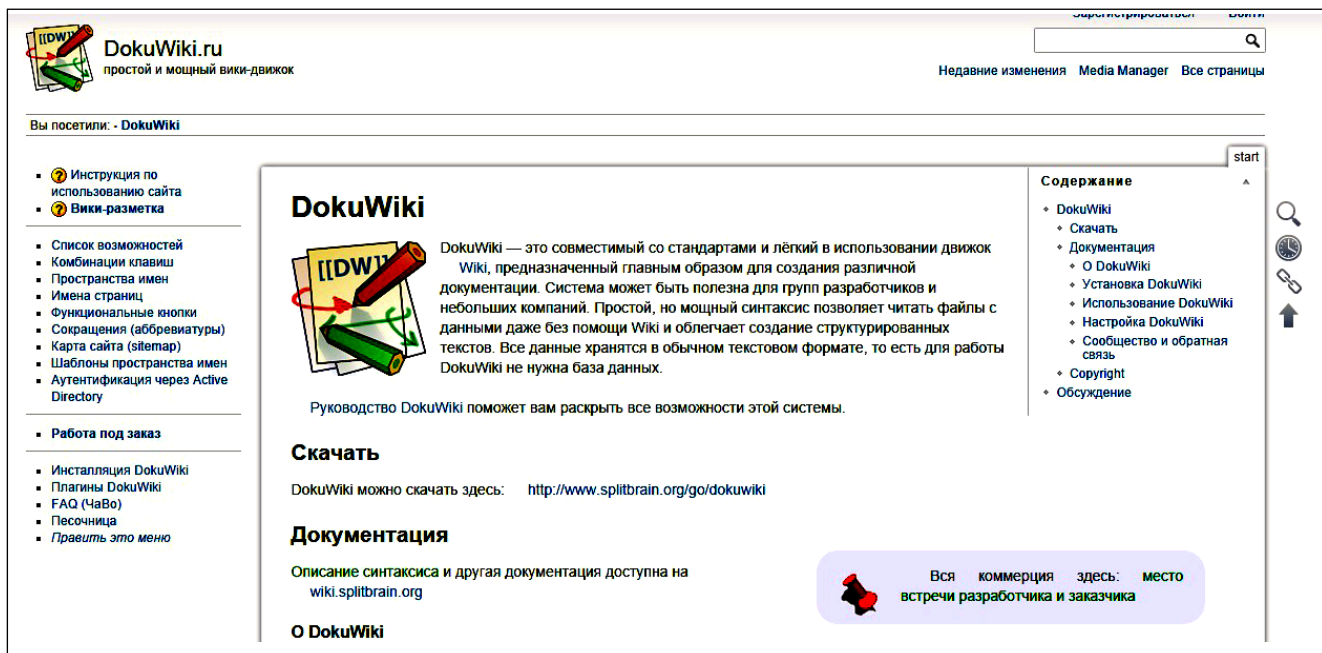 Зарегистрироваться Войти
[[DW]]
DokuWiki.ru
простой и мощный вики-движок
Недавние изменения Media Manager Все страницы
Вы посетили: · DokuWiki
Инструкция по
использованию сайта
Вики-разметка
Список возможностей
Комбинации клавиш
Пространства имен
Имена страниц
Функциональные кнопки
Сокращения (аббревиатуры)
Карта сайта (sitemap)
Шаблоны пространства имен
Аутентификация через Active
Directory
Работа под заказ
Инсталляция DokuWiki
Плагины DokuWiki
FAQ (ЧаВо)
Песочница
Править это меню
start
DokuWiki
[[DW]]
DokuWiki — это совместимый со стандартами и лёгкий в использовании движок
Wiki, предназначенный главным образом для создания различной
документации. Система может быть полезна для групп разработчиков и
небольших компаний. Простой, но мощный синтаксис позволяет читать файлы с
данными даже без помощи Wiki и облегчает создание структурированных
текстов. Все данные хранятся в обычном текстовом формате, то есть для работы
DokuWiki не нужна база данных.
Руководство DokuWiki поможет вам раскрыть все возможности этой системы.
Скачать
DokuWiki можно скачать здесь: http://www.splitbrain.org/go/dokuwiki
Документация
Описание синтаксиса и другая документация доступна на
wiki.splitbrain.org
Вся коммерция здесь: место
встречи разработчика и заказчика
О DokuWiki
Содержание
DokuWiki
Скачать
Документация
О DokuWiki
Установка DokuWiki
Использование DokuWiki
Настройка DokuWiki
Сообщество и обратная
связь
Copyright
Обсуждение